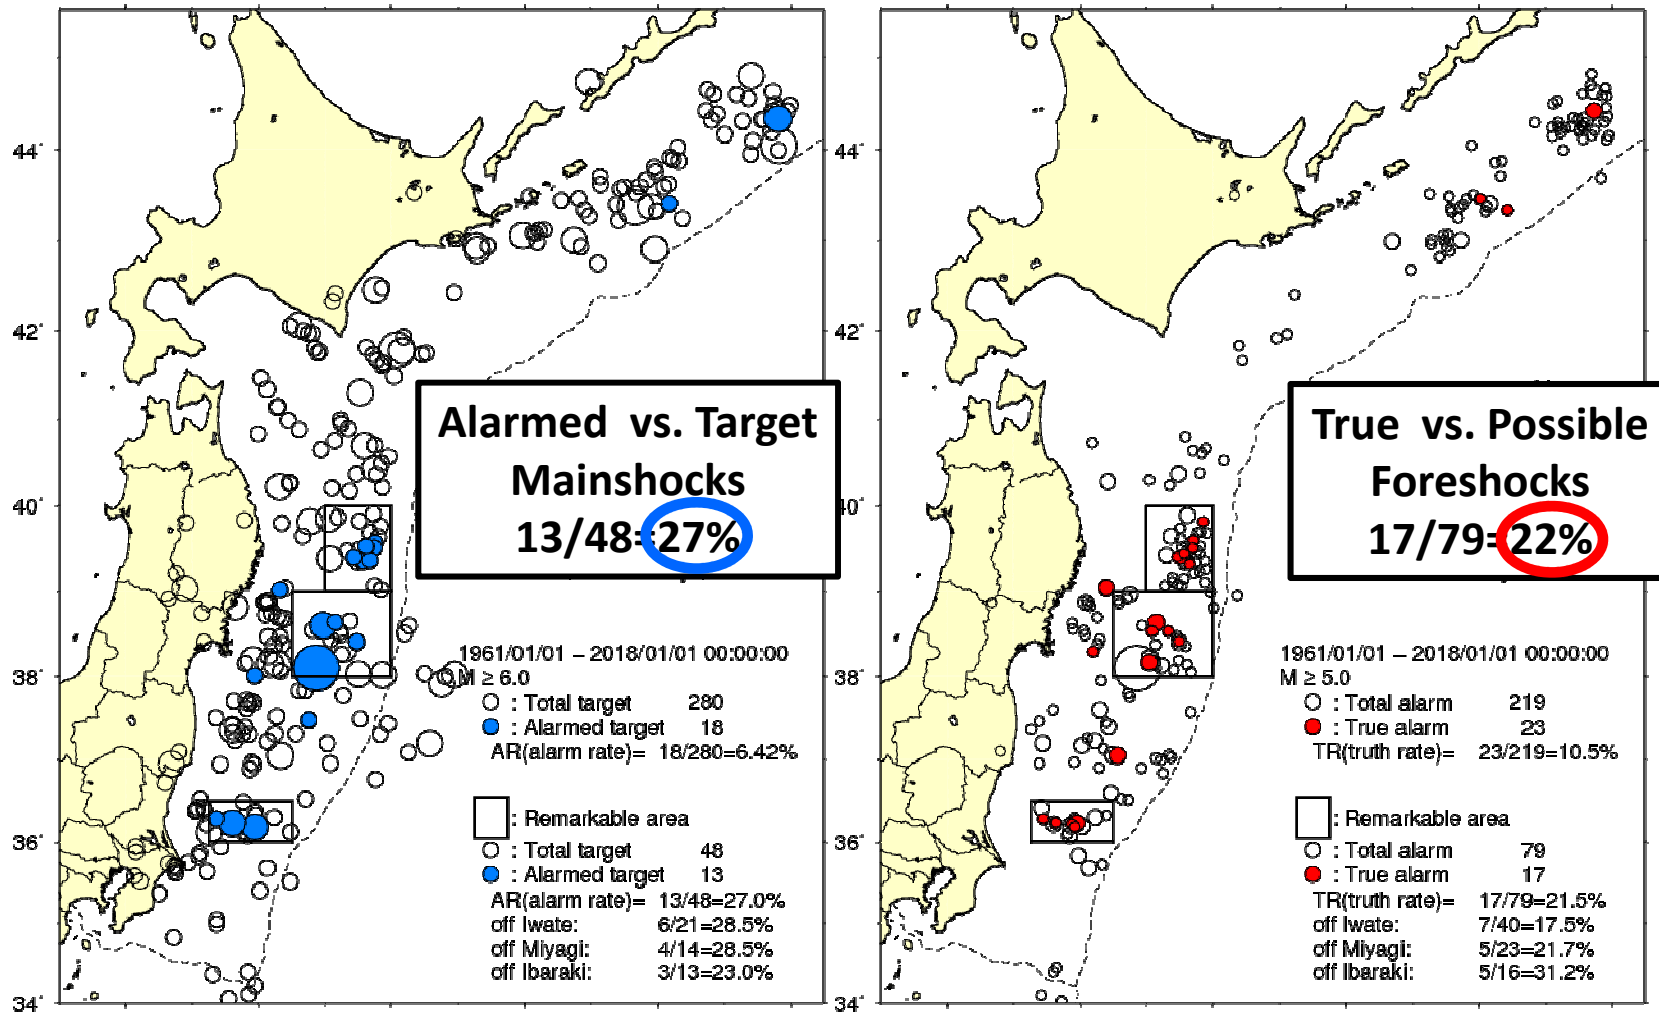 44°
42°
40°
38°
36°
34°
Alarmed vs. Target
Mainshocks
13/48=27%
1961/01/01 – 2018/01/01 00:00:00
M ≥ 6.0
: Total target 280
: Alarmed target 18
AR(alarm rate)= 18/280=6.42%
: Remarkable area
: Total target 48
: Alarmed target 13
AR(alarm rate)= 13/48=27.0%
off Iwate: 6/21=28.5%
off Miyagi: 4/14=28.5%
off Ibaraki: 3/13=23.0%
44°
42°
40°
38°
36°
34°
True vs. Possible
Foreshocks
17/79=22%
1961/01/01 – 2018/01/01 00:00:00
M ≥ 5.0
: Total alarm 219
: True alarm 23
TR(truth rate)= 23/219=10.5%
: Remarkable area
: Total alarm 79
: True alarm 17
TR(truth rate)= 17/79=21.5%
off Iwate: 7/40=17.5%
off Miyagi: 5/23=21.7%
off Ibaraki: 5/16=31.2%